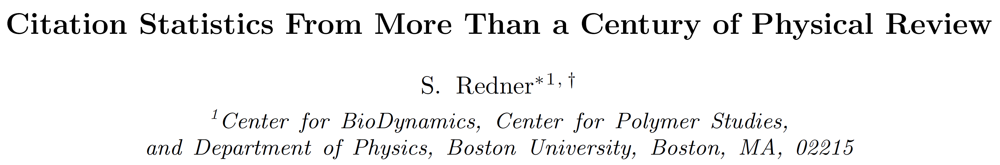 Citation Statistics From More Than a Century of Physical Review
S. Redner*1, †
1 Center for BioDynamics, Center for Polymer Studies,
and Department of Physics, Boston University, Boston, MA, 02215